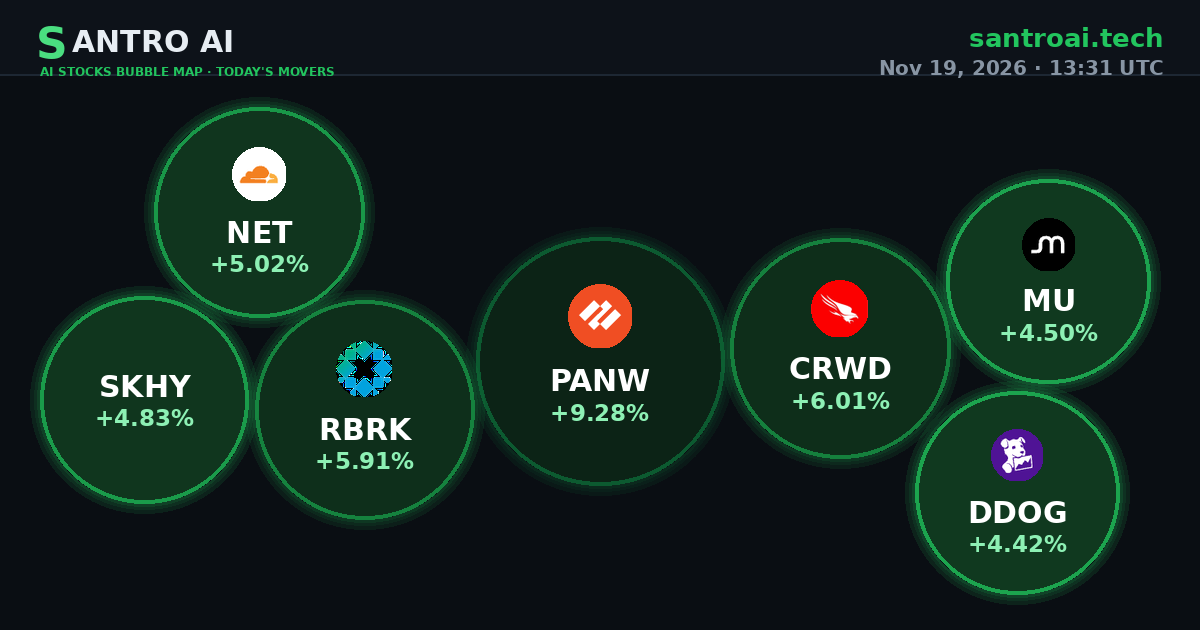 SANTRO AI
AI STOCKS BUBBLE MAP · TODAY'S MOVERS
santroai.tech
Nov 19, 2026 · 13:31 UTC
NET
+5.02%
SKHY
+4.83%
RBRK
+5.91%
PANW
+9.28%
CRWD
+6.01%
MU
+4.50%
DDOG
+4.42%